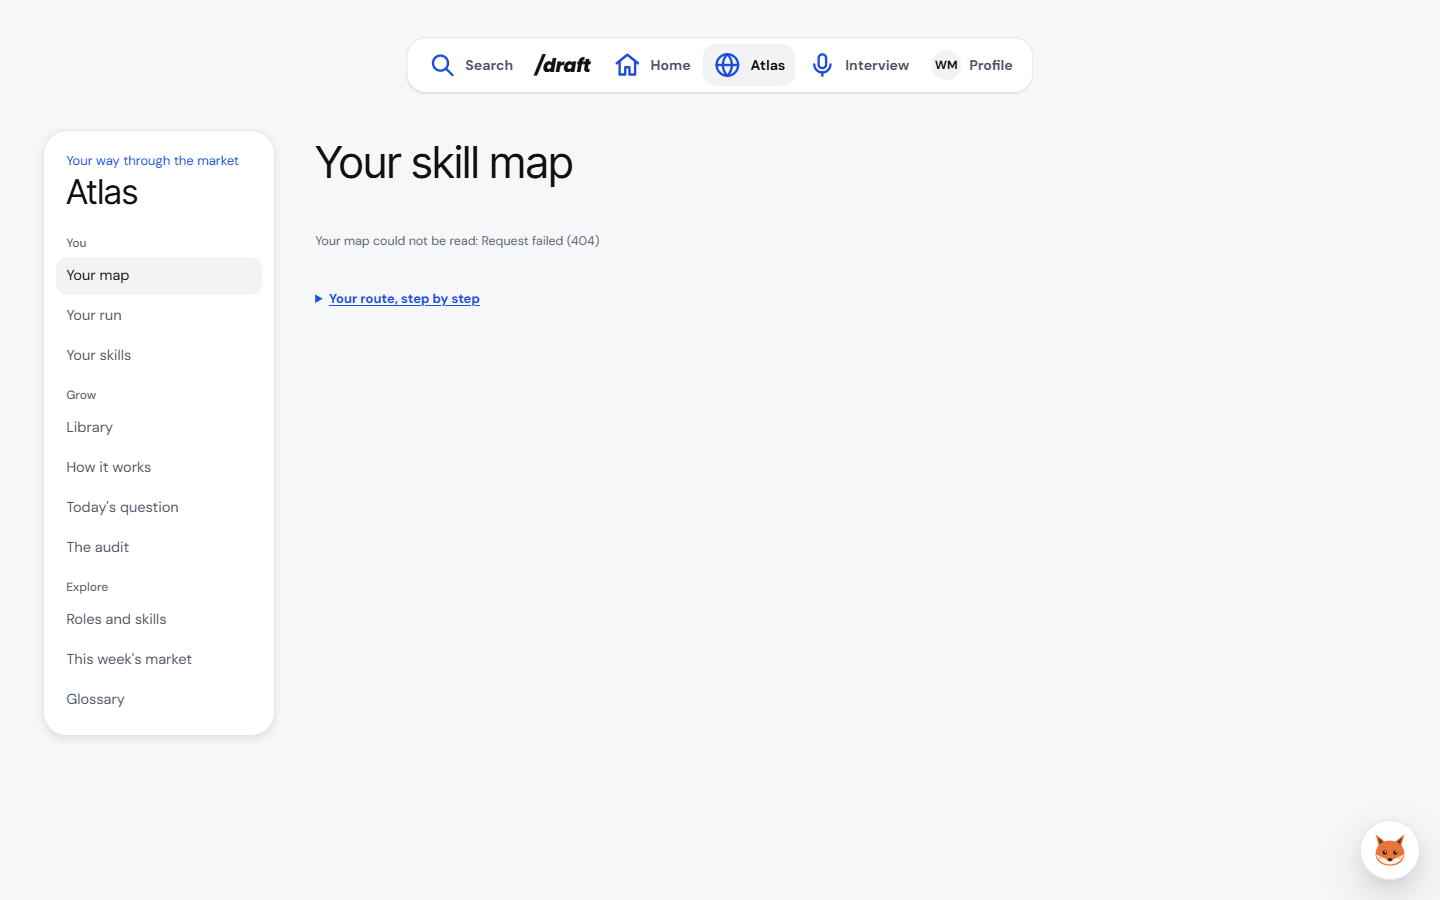 Search
/draft
Home
Atlas
Interview
WM
Profile
Your way through the market
Atlas
You
Your map
Your run
Your skills
Grow
Library
How it works
Today's question
The audit
Explore
Roles and skills
This week's market
Glossary
Your skill map
Your map could not be read: Request failed (404)
Your route, step by step